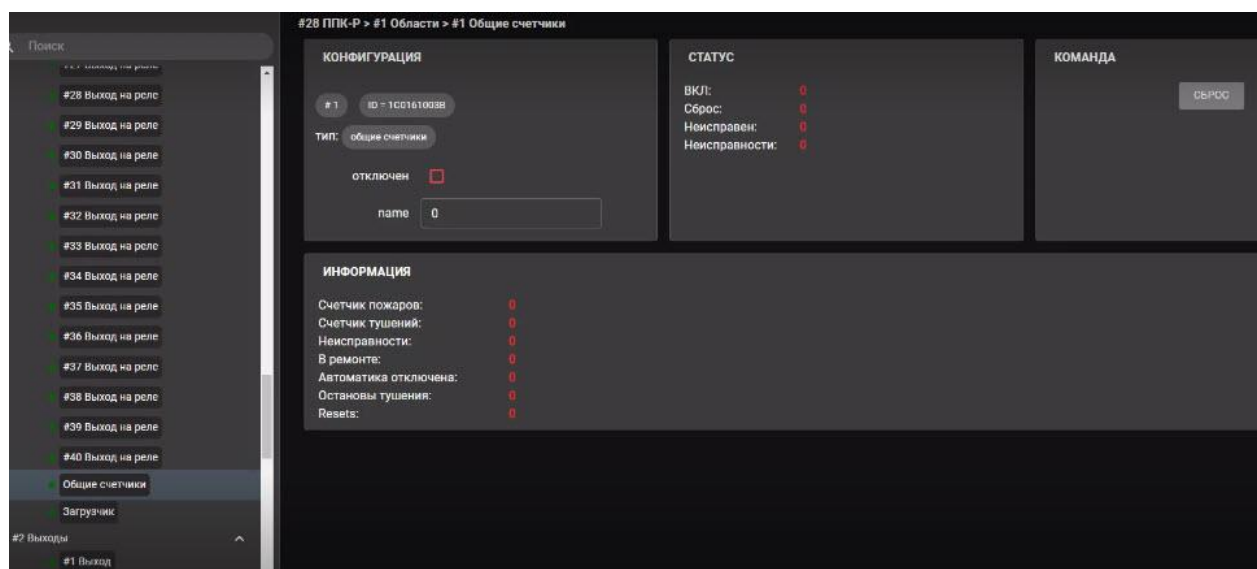 #28 ППК-Р > #1 Области > #1 Общие счетчики
Поиск
#27 Выход на реле
#28 Выход на реле
#29 Выход на реле
#30 Выход на реле
#31 Выход на реле
#32 Выход на реле
#33 Выход на реле
#34 Выход на реле
#35 Выход на реле
#36 Выход на реле
#37 Выход на реле
#38 Выход на реле
#39 Выход на реле
#40 Выход на реле
Общие счетчики
Загрузчик
#2 Выходы
#1 Выход
КОНФИГУРАЦИЯ
# 1 ID = 1C0161003B
ТИП: общие счетчики
отключен
name 0
СТАТУС
ВКЛ: 0
Сброс: 0
Неисправен: 0
Неисправности: 0
КОМАНДА
СБРОС
ИНФОРМАЦИЯ
Счетчик пожаров: 0
Счетчик тушений: 0
Неисправности: 0
В ремонте: 0
Автоматика отключена: 0
Остановы тушения: 0
Resets: 0